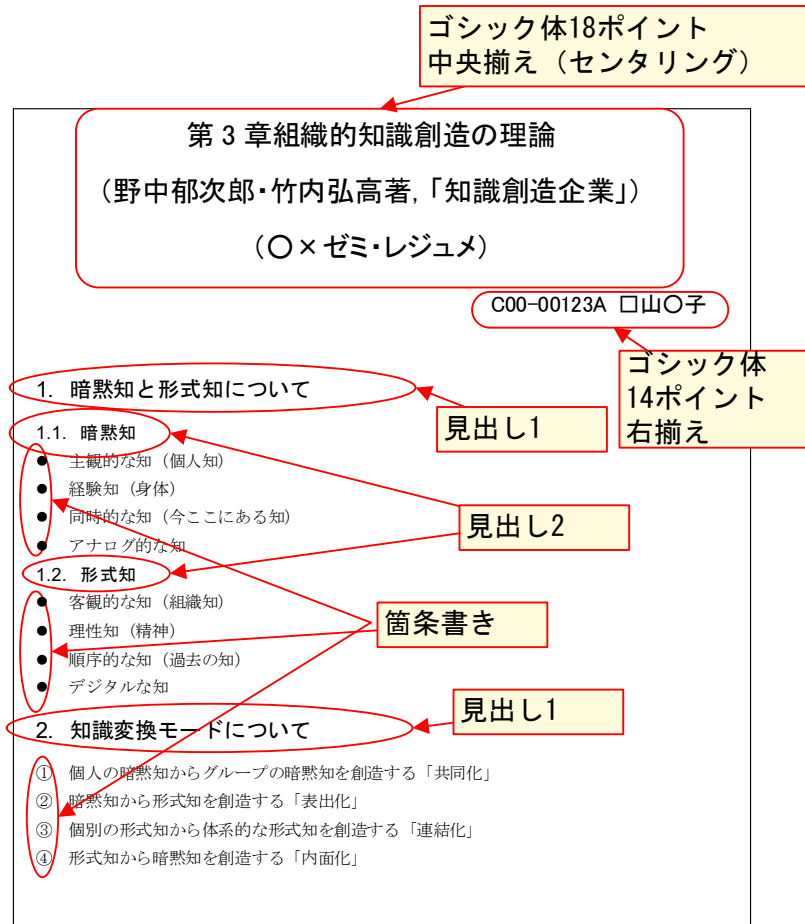 ゴシック体18ポイント
中央揃え（センタリング）
第 3 章組織的知識創造の理論
（野中郁次郎・竹内弘高著，「知識創造企業」）
（〇×ゼミ・レジュメ）
C00-00123A 口山〇子
ゴシック体
14ポイント
右揃え
1. 暗黙知と形式知について
見出し1
1.1. 暗黙知
● 主観的な知（個人知）
● 経験知（身体）
● 同時的な知（今ここにある知）
見出し2
● アナログ的な知
1.2. 形式知
● 客観的な知（組織知）
箇条書き
● 理性知（精神）
● 順序的な知（過去の知）
● デジタルな知
見出し1
2. 知識変換モードについて
① 個人の暗黙知からグループの暗黙知を創造する「共同化」
② 暗黙知から形式知を創造する「表出化」
③ 個別の形式知から体系的な形式知を創造する「連結化」
④ 形式知から暗黙知を創造する「内面化」